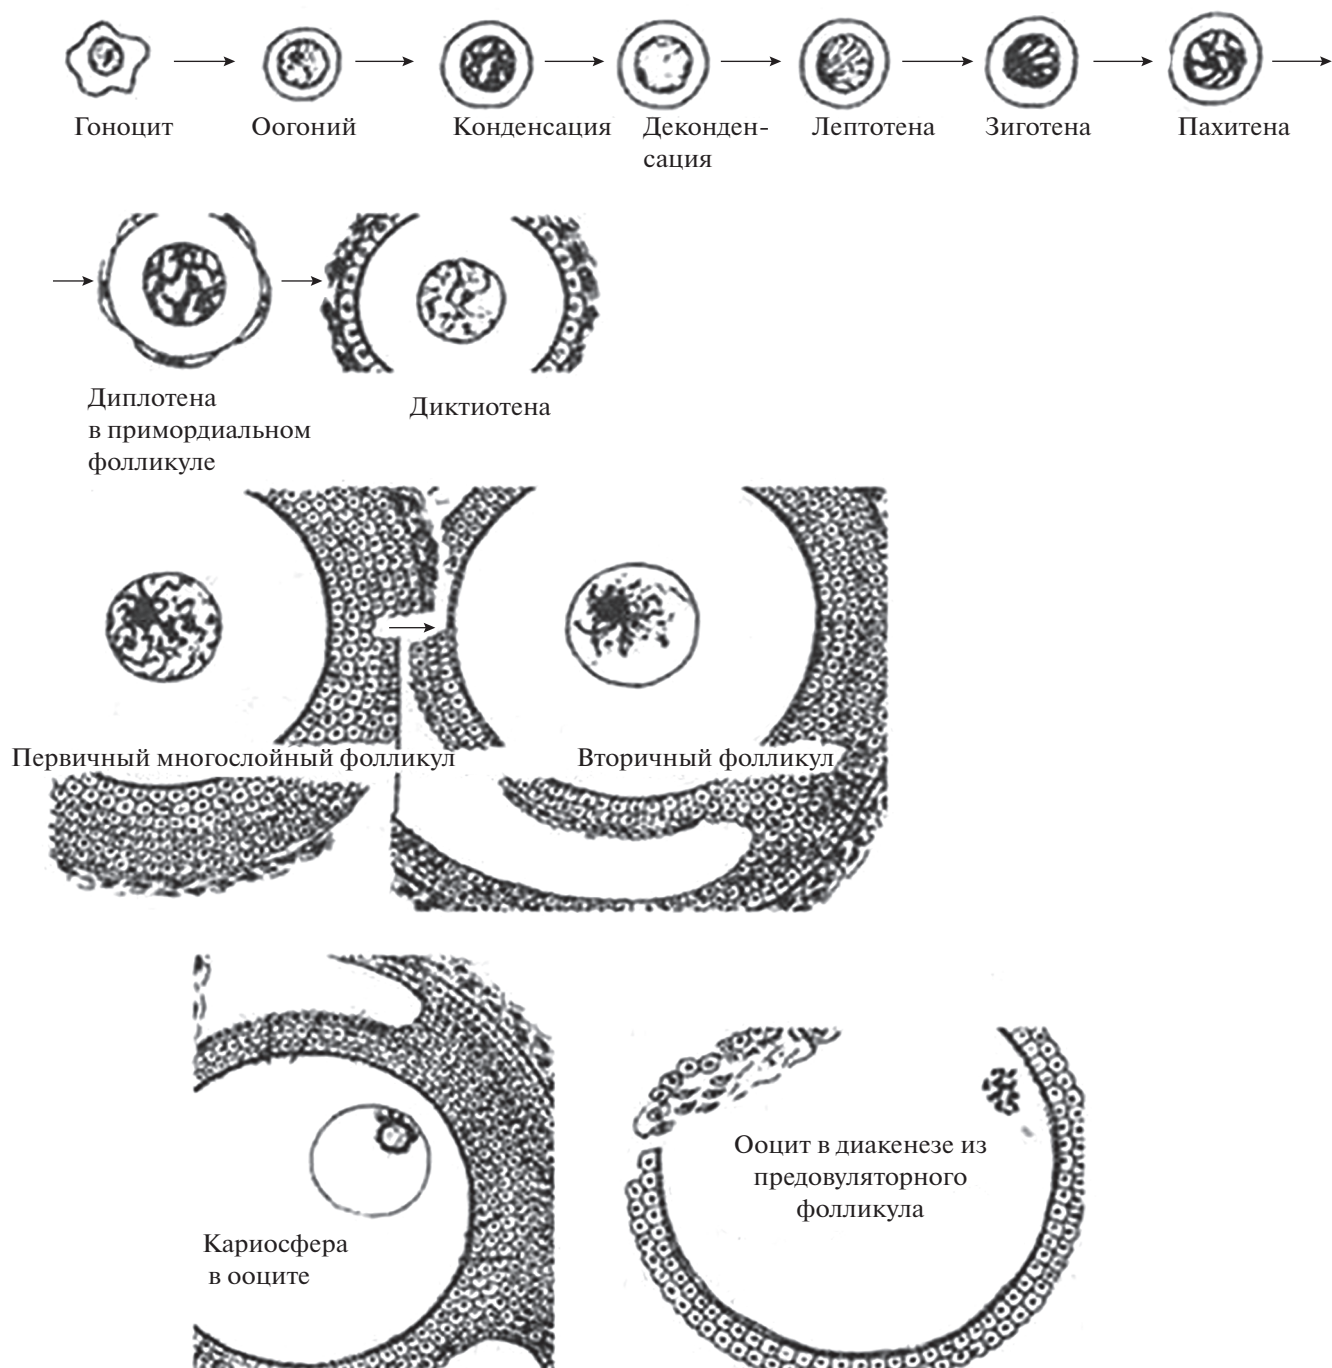 Гоноцит
Оогоний
Конденсация
Деконден-
сация
Лептотена
Зиготена
Пахитена
Диплотена
в примордиальном
фолликуле
Диктиотена
Первичный многослойный фолликул
Вторичный фолликул
Кариосфера
в ооците
Ооцит в диакенезе из
предовуляторного
фолликула